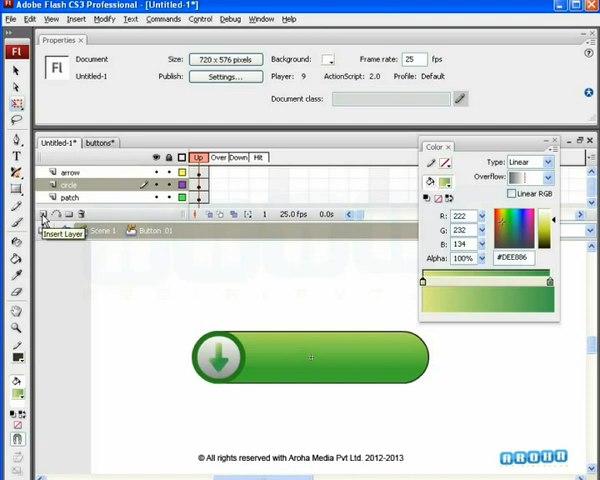 Adobe Flash CS3 Professional - [Untitled-1*]
File Edit View Insert Modify Text Commands Control Debug Window Help
Properties
Fl
Fl
Document
Untitled-1
Size:
720 x 576 pixels
Background:
Frame rate:
25
fps
Publish:
Settings...
Player: 9
ActionScript: 2.0
Profile: Default
Document class:
Untitled-1*
buttons*
Up
Over
Down
Hit
arrow
circle
patch
1
25.0 fps
0.0s
Insert Layer
Scene 1
Button 01
Color
Type:
Linear
Overflow:
Linear RGB
R:
222
G:
232
B:
134
Alpha:
100%
#DEE886
© All rights reserved with Aroha Media Pvt Ltd. 2012-2013
AROHA